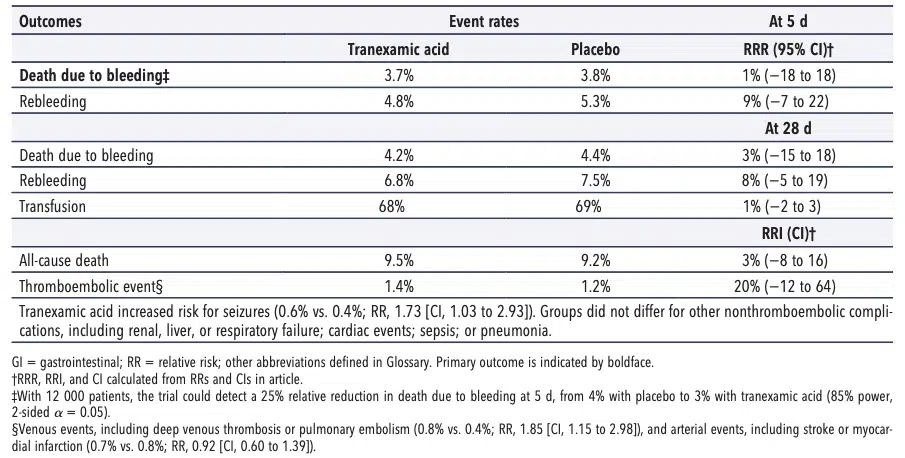 Outcomes Event rates At 5 d
Tranexamic acid Placebo RRR (95% CI)†
Death due to bleeding‡ 3.7% 3.8% 1% (−18 to 18)
Rebleeding 4.8% 5.3% 9% (−7 to 22)
At 28 d
Death due to bleeding 4.2% 4.4% 3% (−15 to 18)
Rebleeding 6.8% 7.5% 8% (−5 to 19)
Transfusion 68% 69% 1% (−2 to 3)
RRI (CI)†
All-cause death 9.5% 9.2% 3% (−8 to 16)
Thromboembolic event§ 1.4% 1.2% 20% (−12 to 64)
Tranexamic acid increased risk for seizures (0.6% vs. 0.4%; RR, 1.73 [CI, 1.03 to 2.93]). Groups did not differ for other nonthromboembolic compli-
cations, including renal, liver, or respiratory failure; cardiac events; sepsis; or pneumonia.
GI = gastrointestinal; RR = relative risk; other abbreviations defined in Glossary. Primary outcome is indicated by boldface.
†RRR, RRI, and CI calculated from RRs and CIs in article.
‡With 12 000 patients, the trial could detect a 25% relative reduction in death due to bleeding at 5 d, from 4% with placebo to 3% with tranexamic acid (85% power,
2-sided α = 0.05).
§Venous events, including deep venous thrombosis or pulmonary embolism (0.8% vs. 0.4%; RR, 1.85 [CI, 1.15 to 2.98]), and arterial events, including stroke or myocar-
dial infarction (0.7% vs. 0.8%; RR, 0.92 [CI, 0.60 to 1.39]).